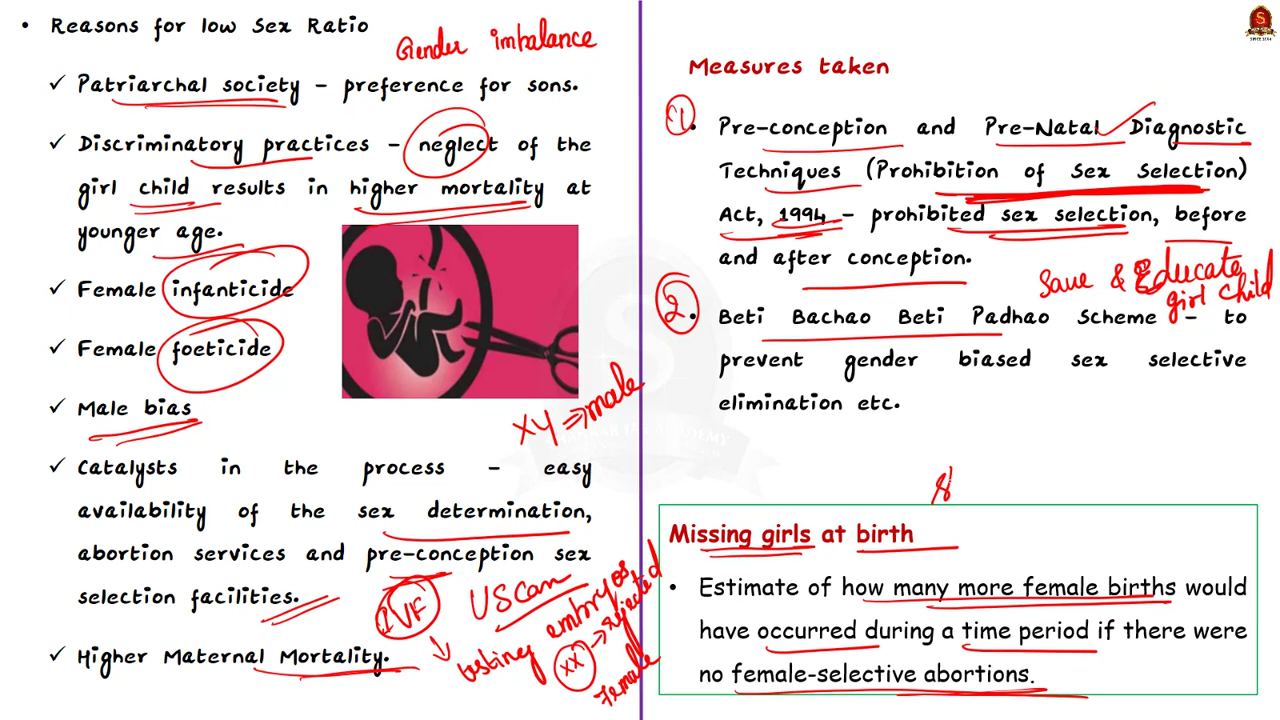 • Reasons for low Sex Ratio
Gender imbalance
✓ Patriarchal society – preference for sons.
✓ Discriminatory practices – neglect of the
girl child results in higher mortality at
younger age.
✓ Female infanticide
✓ Female foeticide
✓ Male bias
XY ⇒ male
✓ Catalysts in the process – easy
availability of the sex determination,
abortion services and pre-conception sex
selection facilities.
IVF
UScan
testing
embryos
XX → rejected
Female
✓ Higher Maternal Mortality.
Measures taken
1. Pre-conception and Pre-Natal Diagnostic
Techniques (Prohibition of Sex Selection)
Act, 1994 – prohibited sex selection, before
and after conception.
Save & Educate
girl child
2. Beti Bachao Beti Padhao Scheme – to
prevent gender biased sex selective
elimination etc.
Missing girls at birth
• Estimate of how many more female births would
have occurred during a time period if there were
no female-selective abortions.